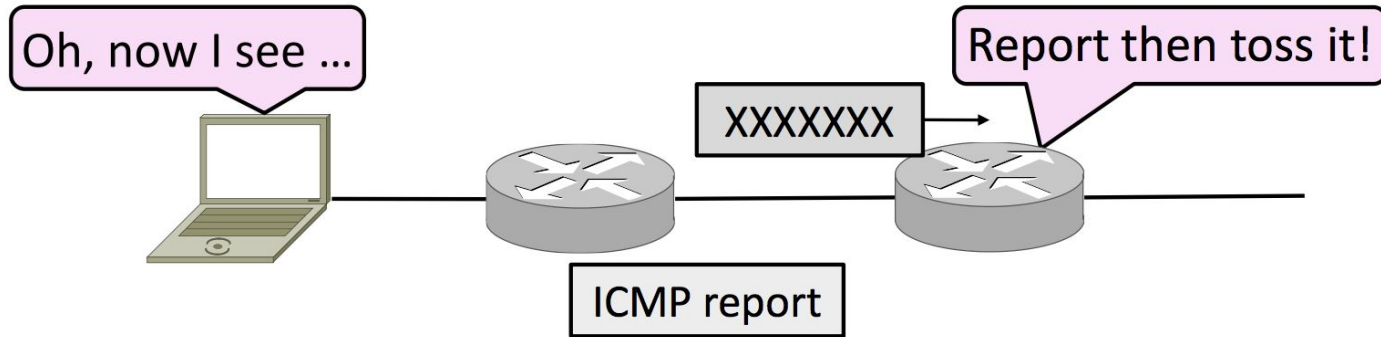 Oh, now I see …
Report then toss it!
XXXXXXX
ICMP report